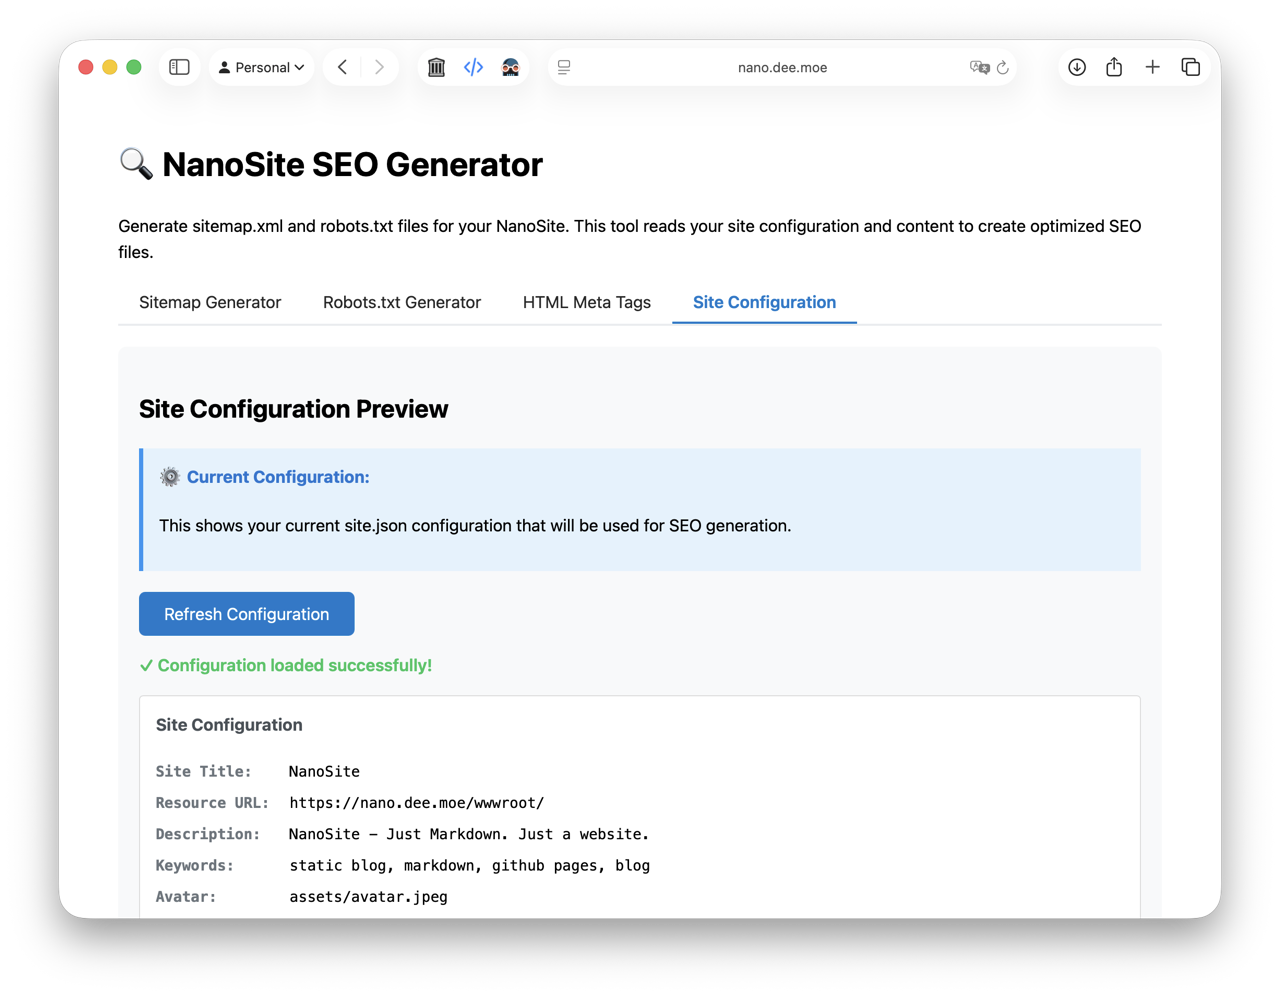 Personal
nano.dee.moe
🔍 NanoSite SEO Generator
Generate sitemap.xml and robots.txt files for your NanoSite. This tool reads your site configuration and content to create optimized SEO
files.
Sitemap Generator Robots.txt Generator HTML Meta Tags Site Configuration
Site Configuration Preview
⚙️ Current Configuration:
This shows your current site.json configuration that will be used for SEO generation.
Refresh Configuration
✓ Configuration loaded successfully!
Site Configuration
Site Title: NanoSite
Resource URL: https://nano.dee.moe/wwwroot/
Description: NanoSite – Just Markdown. Just a website.
Keywords: static blog, markdown, github pages, blog
Avatar: assets/avatar.jpeg